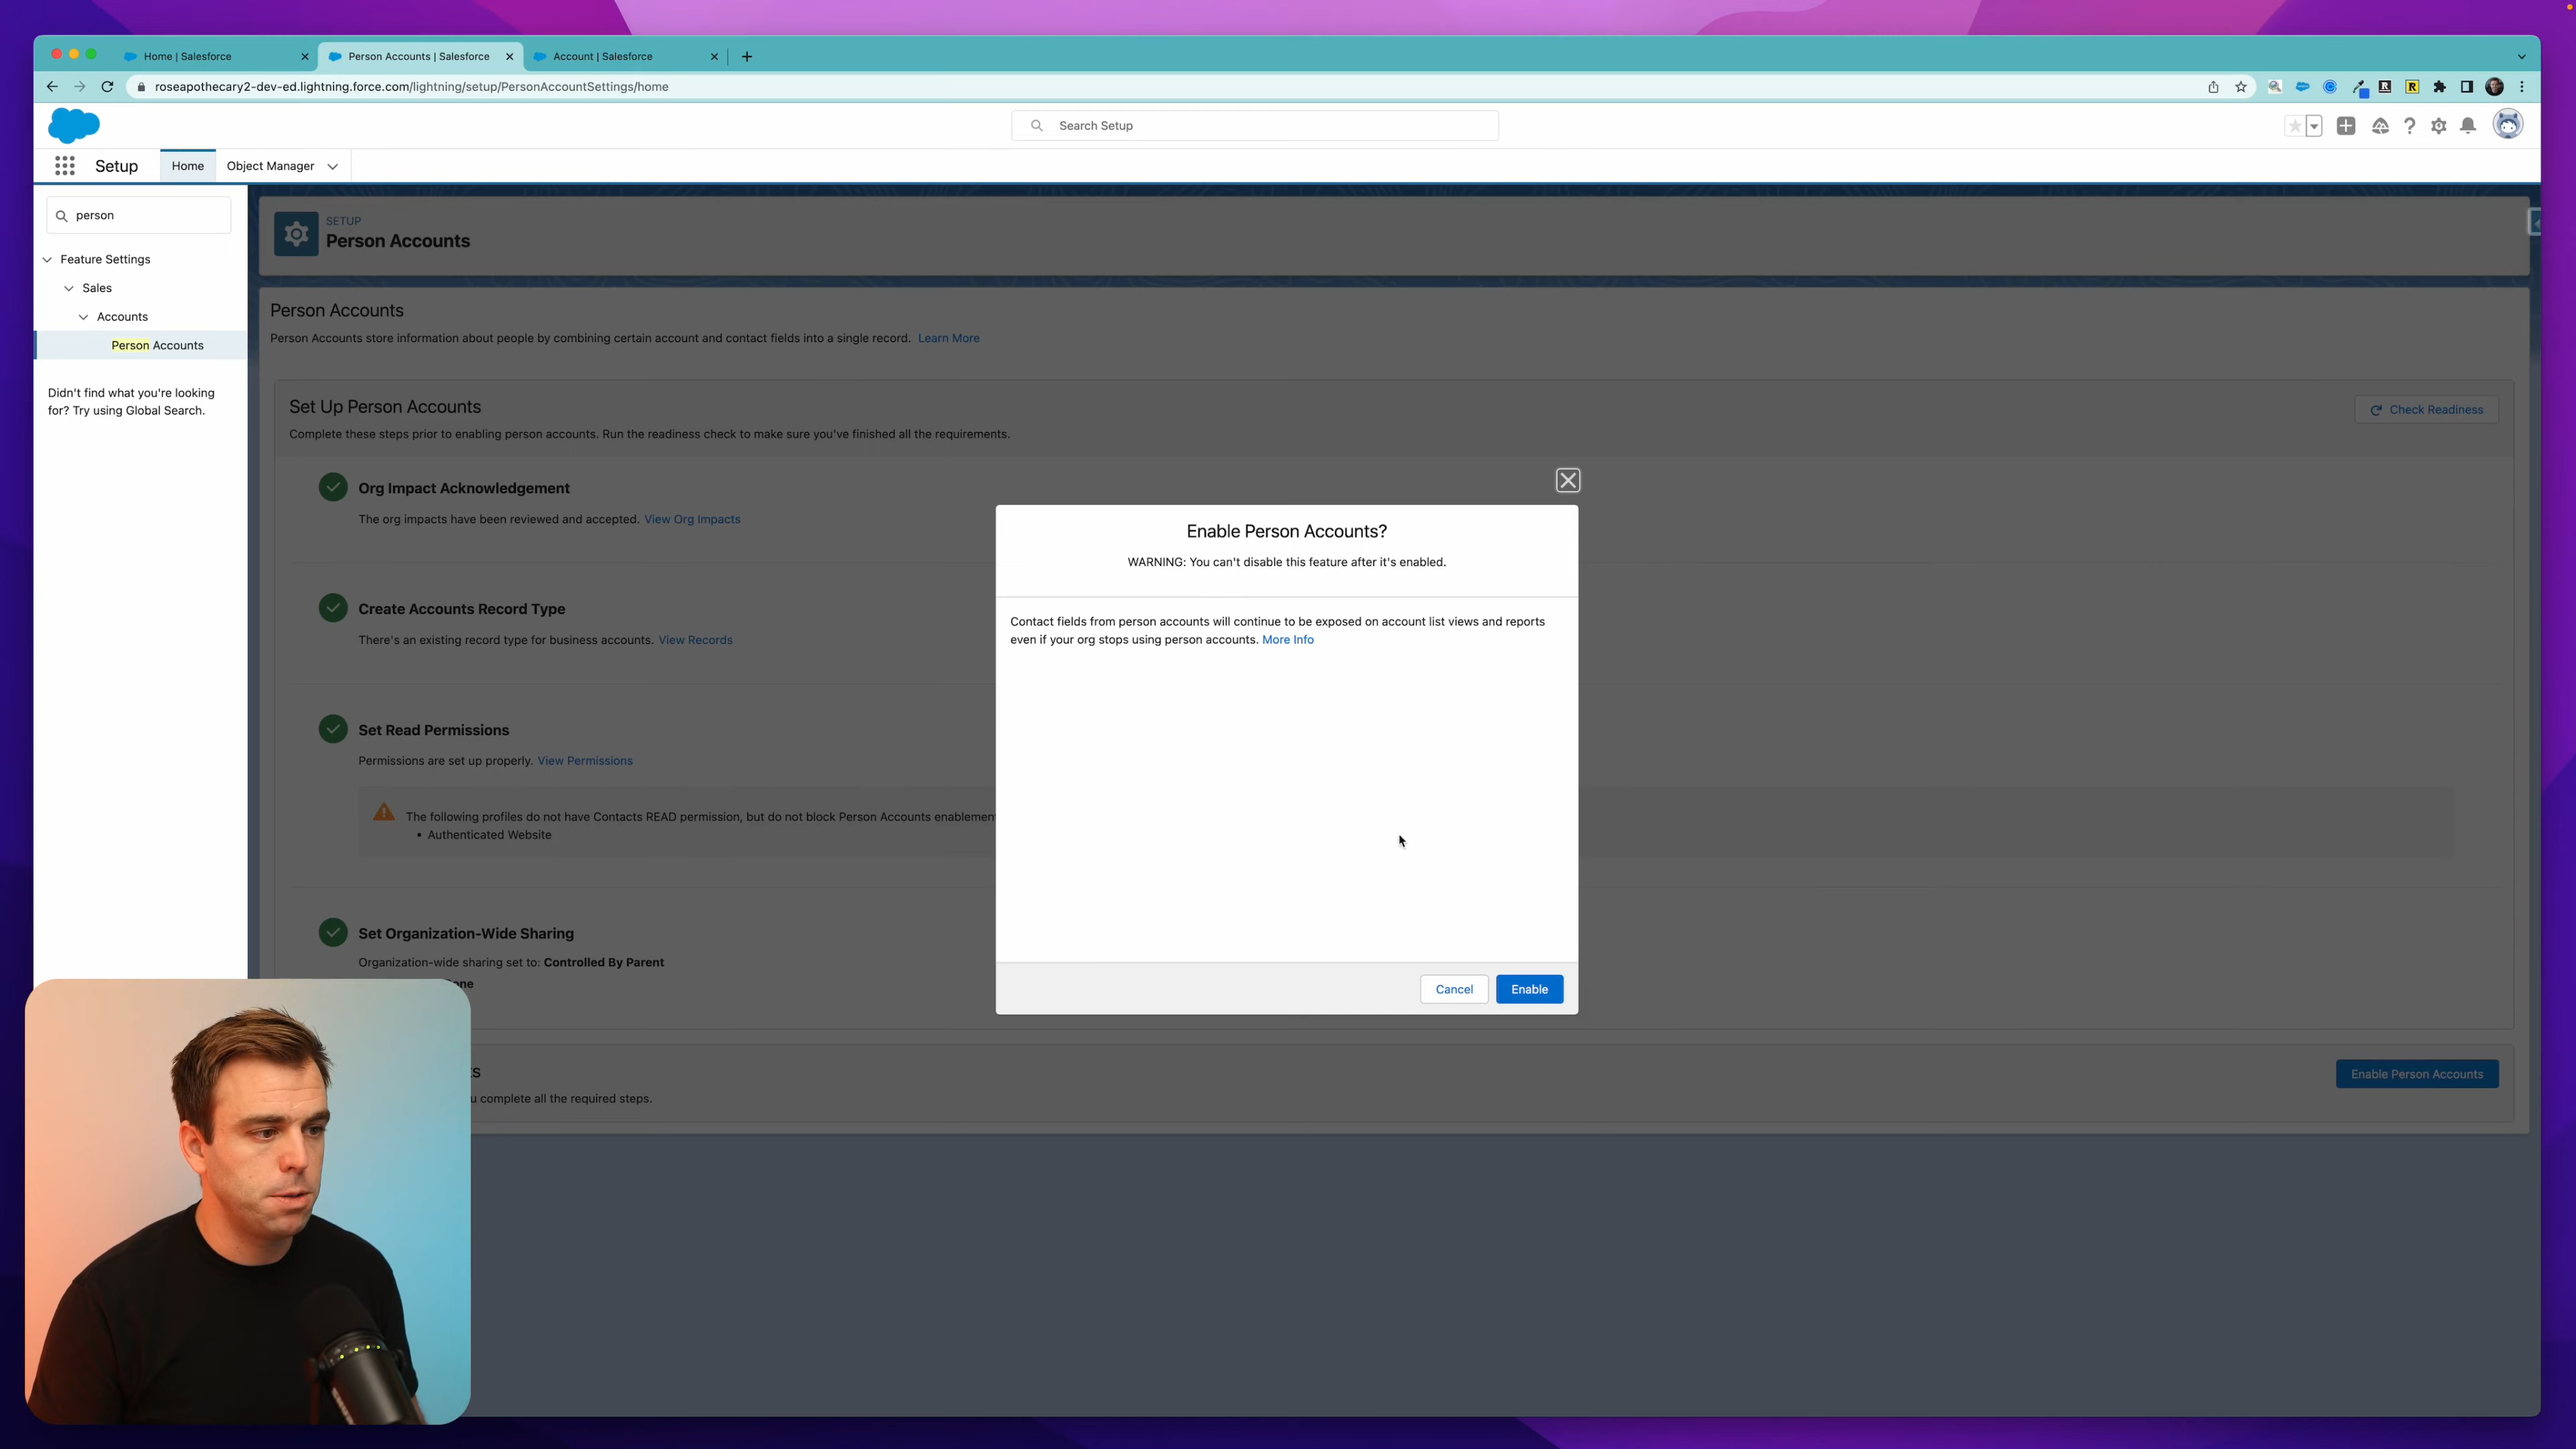 Home | Salesforce
Person Accounts | Salesforce
Account | Salesforce
roseapothecary2-dev-ed.lightning.force.com/lightning/setup/PersonAccountSettings/home
Search Setup
Setup
Home
Object Manager
person
Feature Settings
Sales
Accounts
Person Accounts
Didn't find what you're looking
for? Try using Global Search.
SETUP
Person Accounts
Person Accounts
Person Accounts store information about people by combining certain account and contact fields into a single record. Learn More
Set Up Person Accounts
Check Readiness
Complete these steps prior to enabling person accounts. Run the readiness check to make sure you've finished all the requirements.
Org Impact Acknowledgement
The org impacts have been reviewed and accepted. View Org Impacts
Create Accounts Record Type
There's an existing record type for business accounts. View Records
Set Read Permissions
Permissions are set up properly. View Permissions
The following profiles do not have Contacts READ permission, but do not block Person Accounts
• Authenticated Website
Set Organization-Wide Sharing
Organization-wide sharing set to: Controlled By Parent
complete all the required steps.
Enable Person Accounts
Enable Person Accounts?
WARNING: You can't disable this feature after it's enabled.
Contact fields from person accounts will continue to be exposed on account list views and reports
even if your org stops using person accounts. More Info
Cancel
Enable